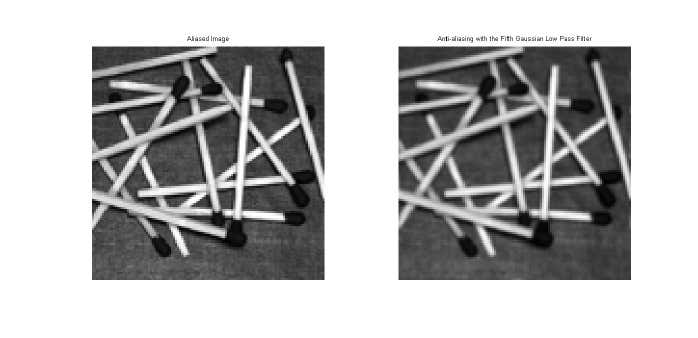 Aliased Image
Anti-aliasing with the Fifth Gaussian Low Pass Filter